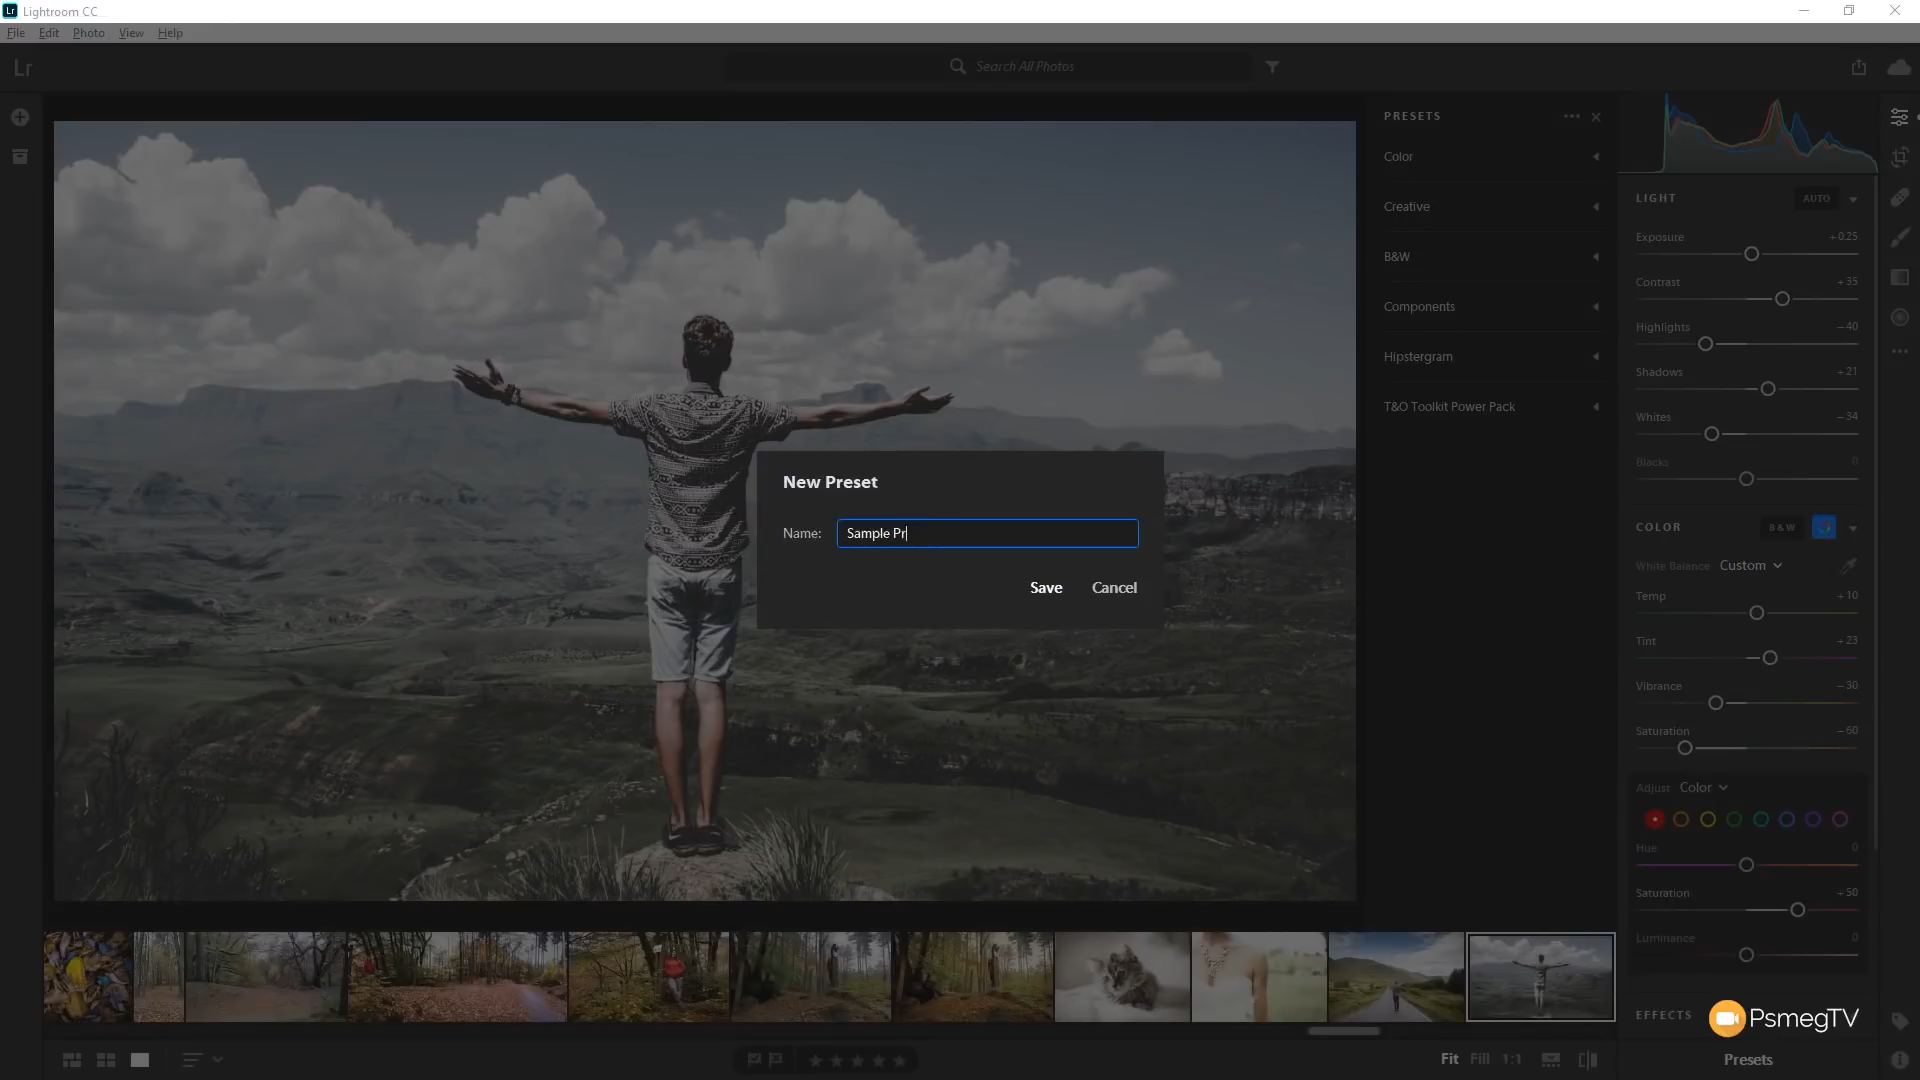 Lr Lightroom CC
File Edit Photo View Help
Lr
Search All Photos
PRESETS
Color
Creative
B&W
Components
Hipstergram
T&O Toolkit Power Pack
LIGHT AUTO
Exposure +0.25
Contrast +35
Highlights −40
Shadows +21
Whites −34
Blacks 0
COLOR B&W
White Balance Custom
Temp +10
Tint +23
Vibrance −30
Saturation −60
Adjust Color
Hue 0
Saturation +50
Luminance 0
EFFECTS
PsmegTV
New Preset
Name: Sample Pr
Save Cancel
Fit Fill 1:1
Presets